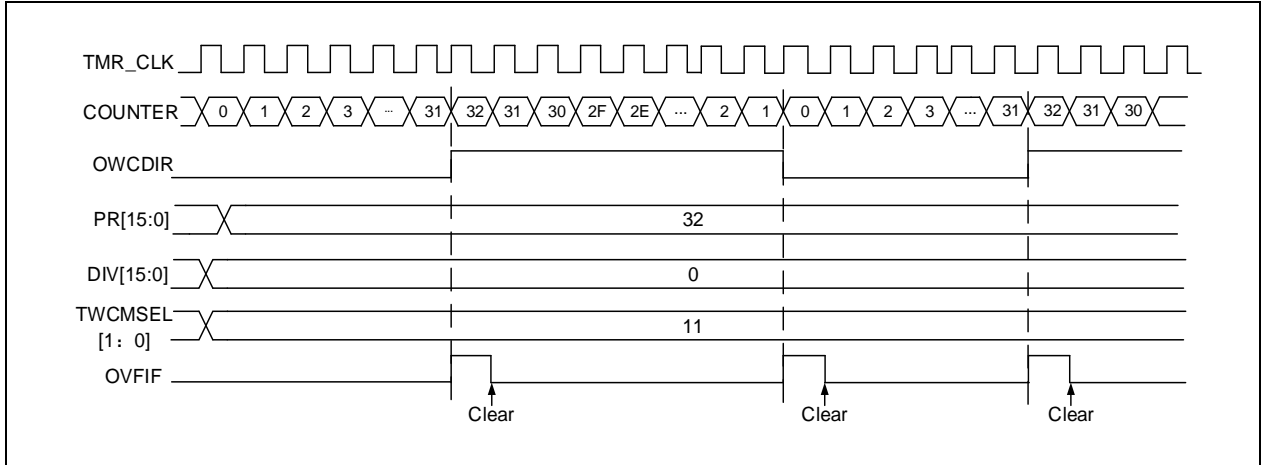 TMR_CLK
COUNTER 0 1 2 3 ... 31 32 31 30 2F 2E ... 2 1 0 1 2 3 ... 31 32 31 30
OWCDIR
PR[15:0] 32
DIV[15:0] 0
TWCMSEL
[1：0] 11
OVFIF
Clear Clear Clear